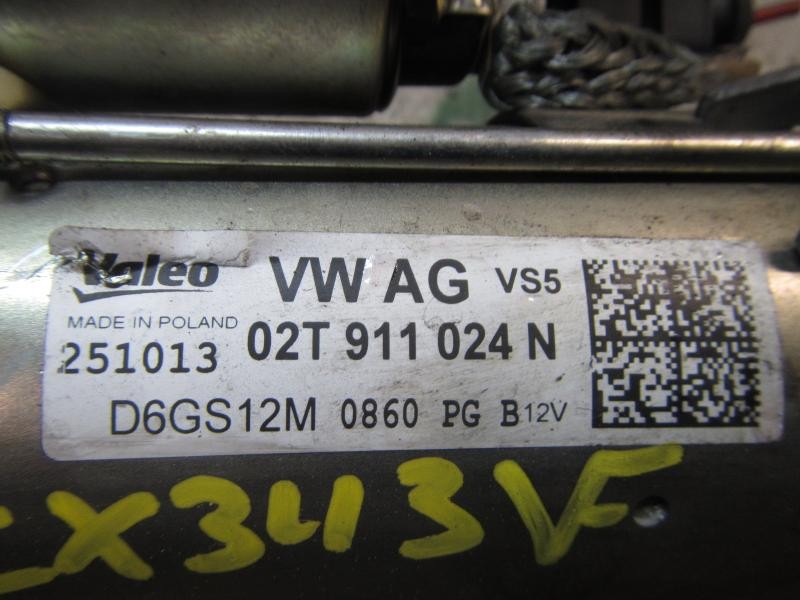 Valeo VW AG VS5
MADE IN POLAND
251013 02T 911 024 N
D6GS12M 0860 PG B12V
X343VF